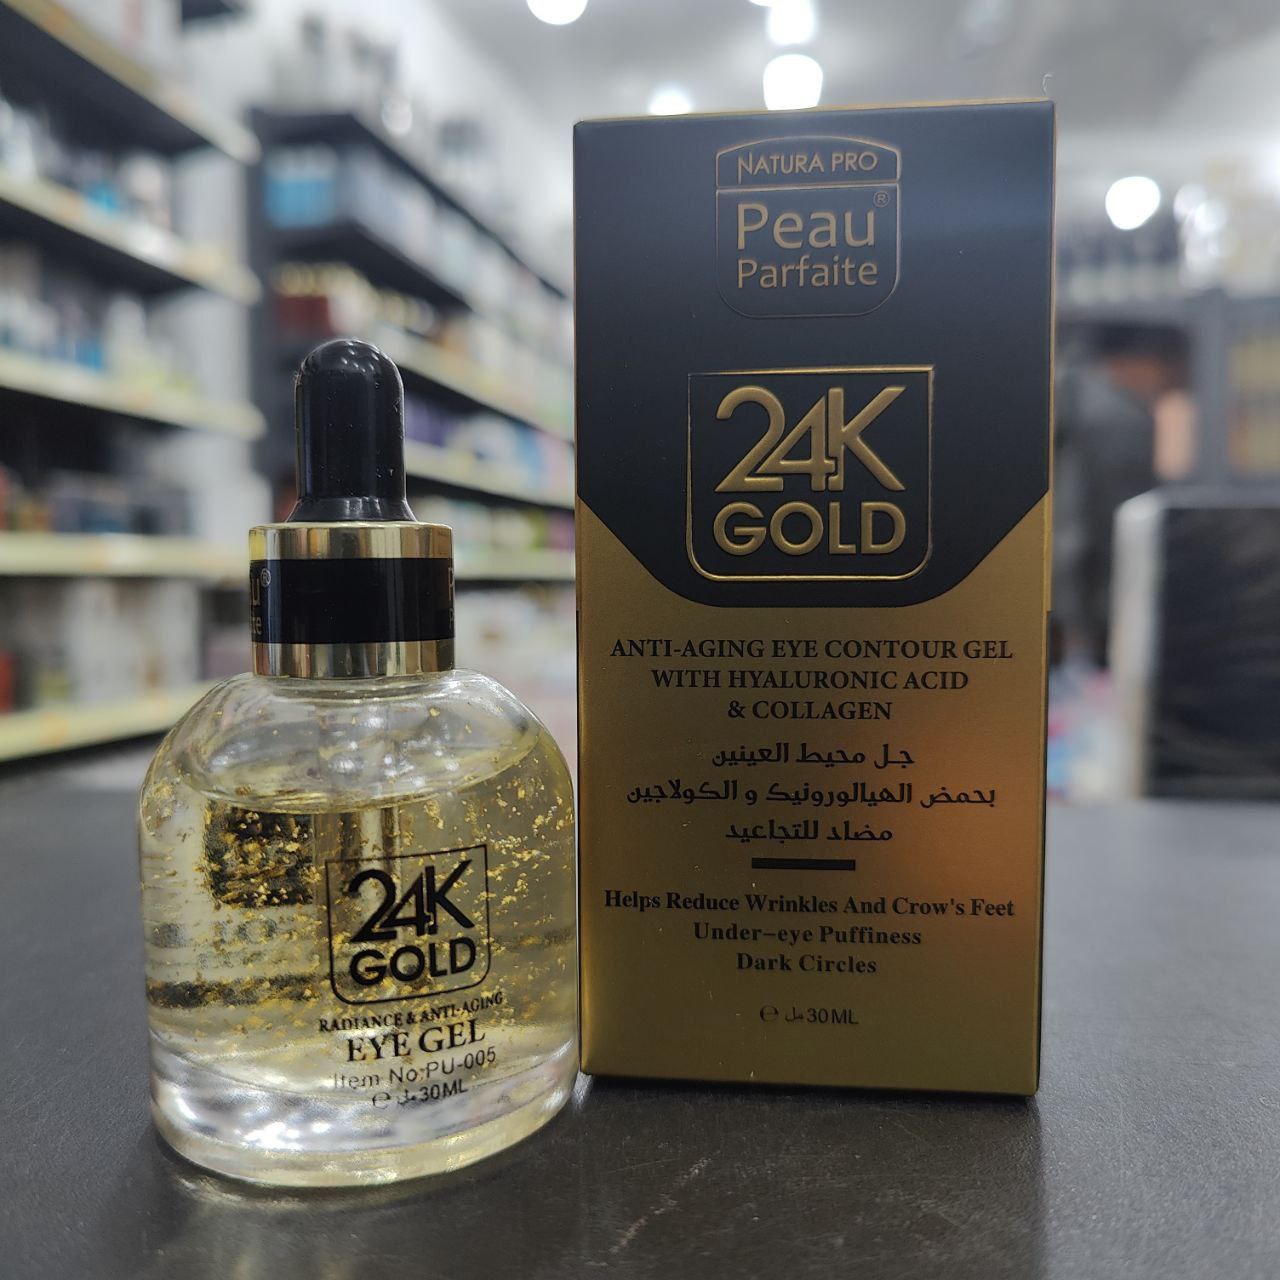 NATURA PRO
Peau®
Parfaite
24K
GOLD
ANTI-AGING EYE CONTOUR GEL
WITH HYALURONIC ACID
& COLLAGEN
جل محيط العينين
بحمض الهيالورونيك و الكولاجين
مضاد للتجاعيد
Helps Reduce Wrinkles And Crow's Feet
Under-eye Puffiness
Dark Circles
℮ مل 30ML
24K
GOLD
RADIANCE & ANTI-AGING
EYE GEL
Item No:PU-005
℮ مل 30ML